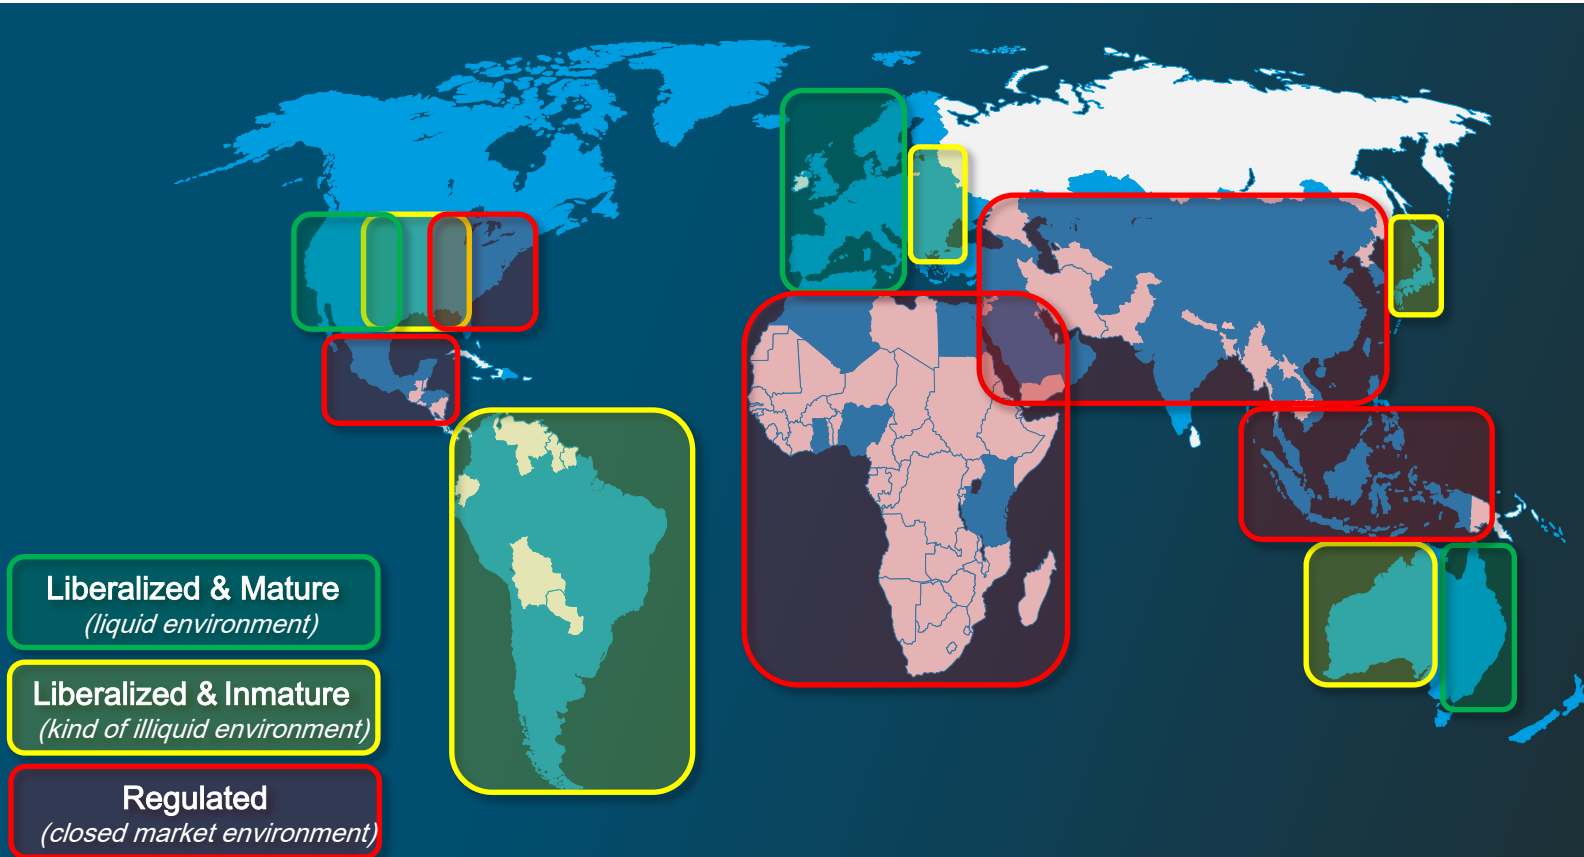 Liberalized & Mature
(liquid environment)
Liberalized & Inmature
(kind of illiquid environment)
Regulated
(closed market environment)